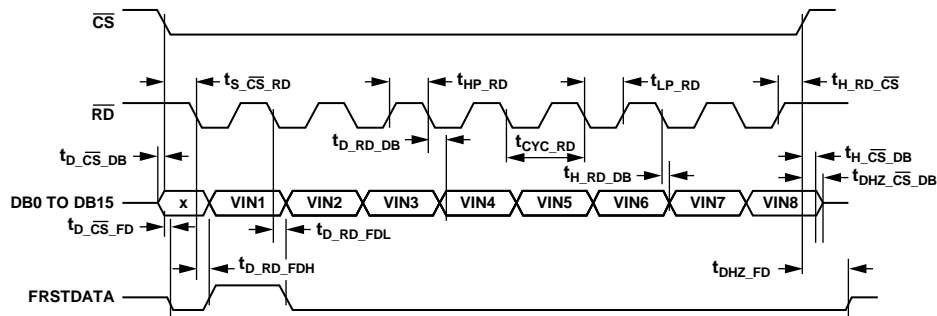 CS
tS_CS_RD
tHP_RD
tLP_RD
tH_RD_CS
RD
tD_CS_DB
tD_RD_DB
tCYC_RD
tH_RD_DB
tH_CS_DB
tDHZ_CS_DB
DB0 TO DB15
x
VIN1
VIN2
VIN3
VIN4
VIN5
VIN6
VIN7
VIN8
tD_CS_FD
tD_RD_FDL
tD_RD_FDH
tDHZ_FD
FRSTDATA